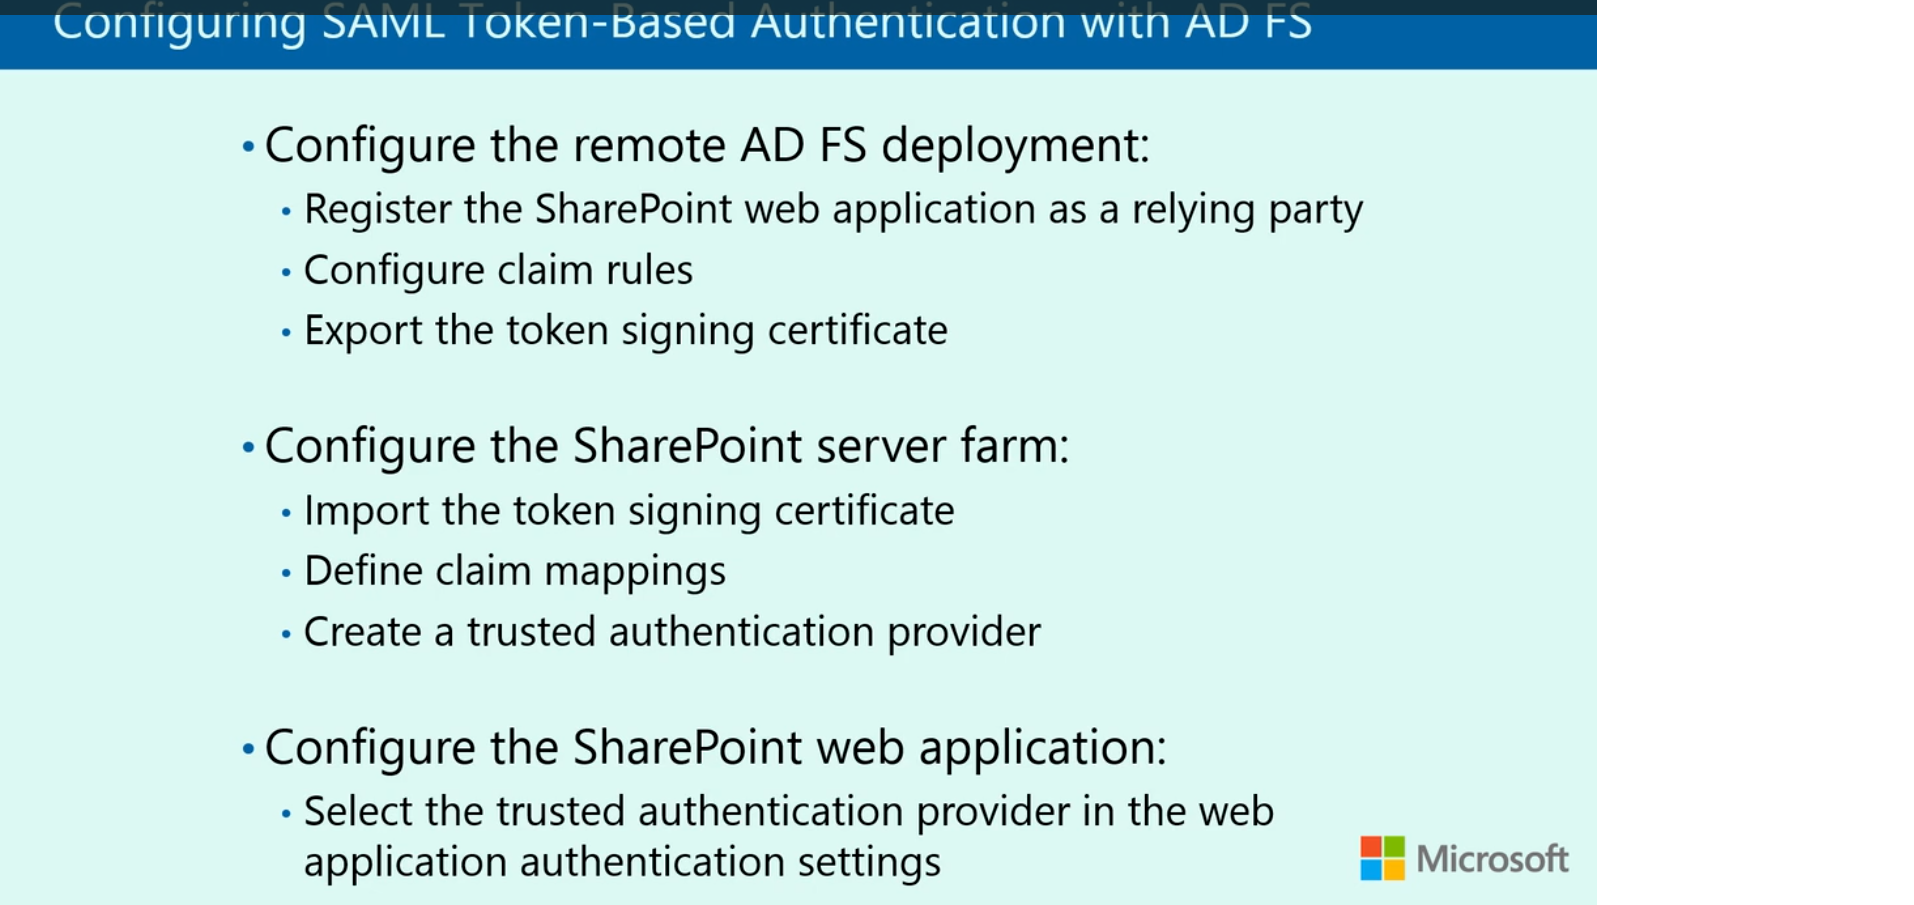 Configuring SAML Token-Based Authentication with AD FS
• Configure the remote AD FS deployment:
• Register the SharePoint web application as a relying party
• Configure claim rules
• Export the token signing certificate
• Configure the SharePoint server farm:
• Import the token signing certificate
• Define claim mappings
• Create a trusted authentication provider
• Configure the SharePoint web application:
• Select the trusted authentication provider in the web
application authentication settings
Microsoft